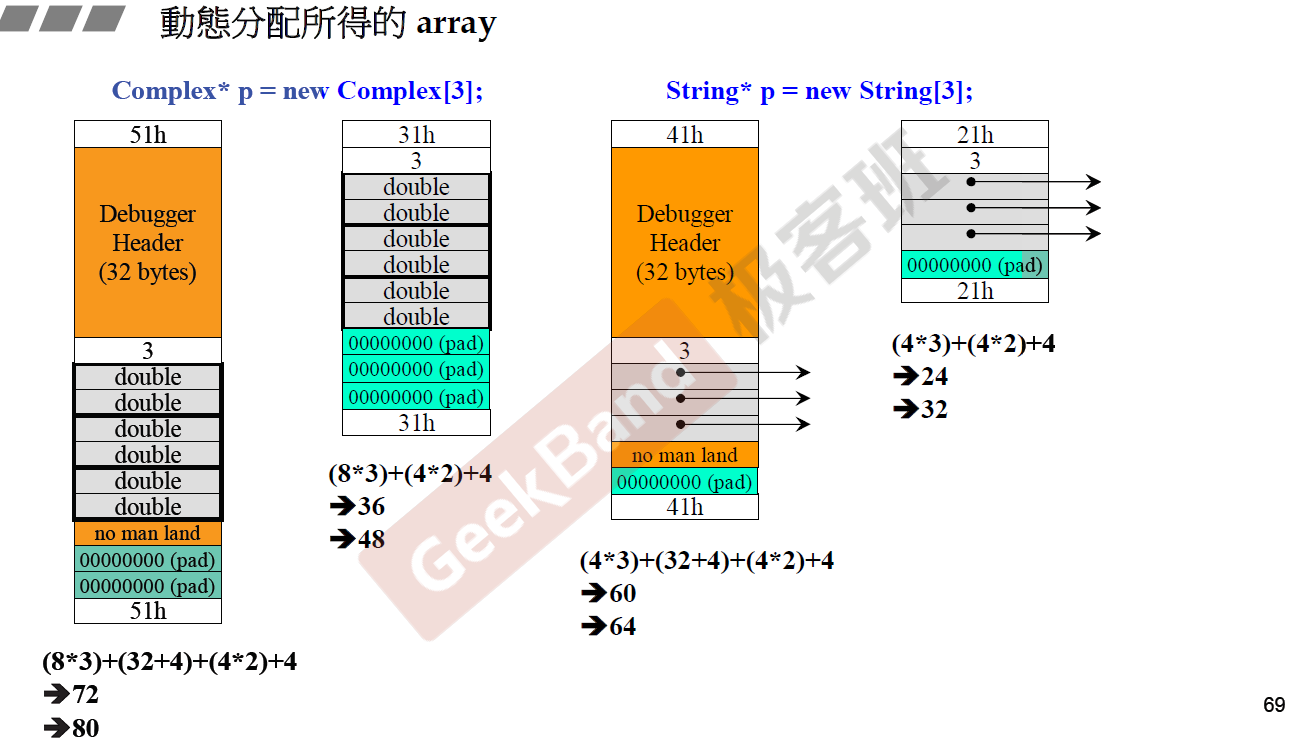 動態分配所得的 array
Complex* p = new Complex[3];
51h
Debugger
Header
(32 bytes)
3
double
double
double
double
double
double
no man land
00000000 (pad)
00000000 (pad)
51h
(8*3)+(32+4)+(4*2)+4
➔72
➔80
31h
3
double
double
double
double
double
double
00000000 (pad)
00000000 (pad)
00000000 (pad)
31h
(8*3)+(4*2)+4
➔36
➔48
String* p = new String[3];
41h
Debugger
Header
(32 bytes)
3
no man land
00000000 (pad)
41h
(4*3)+(32+4)+(4*2)+4
➔60
➔64
21h
3
00000000 (pad)
21h
(4*3)+(4*2)+4
➔24
➔32
GeekBand 极客班
69